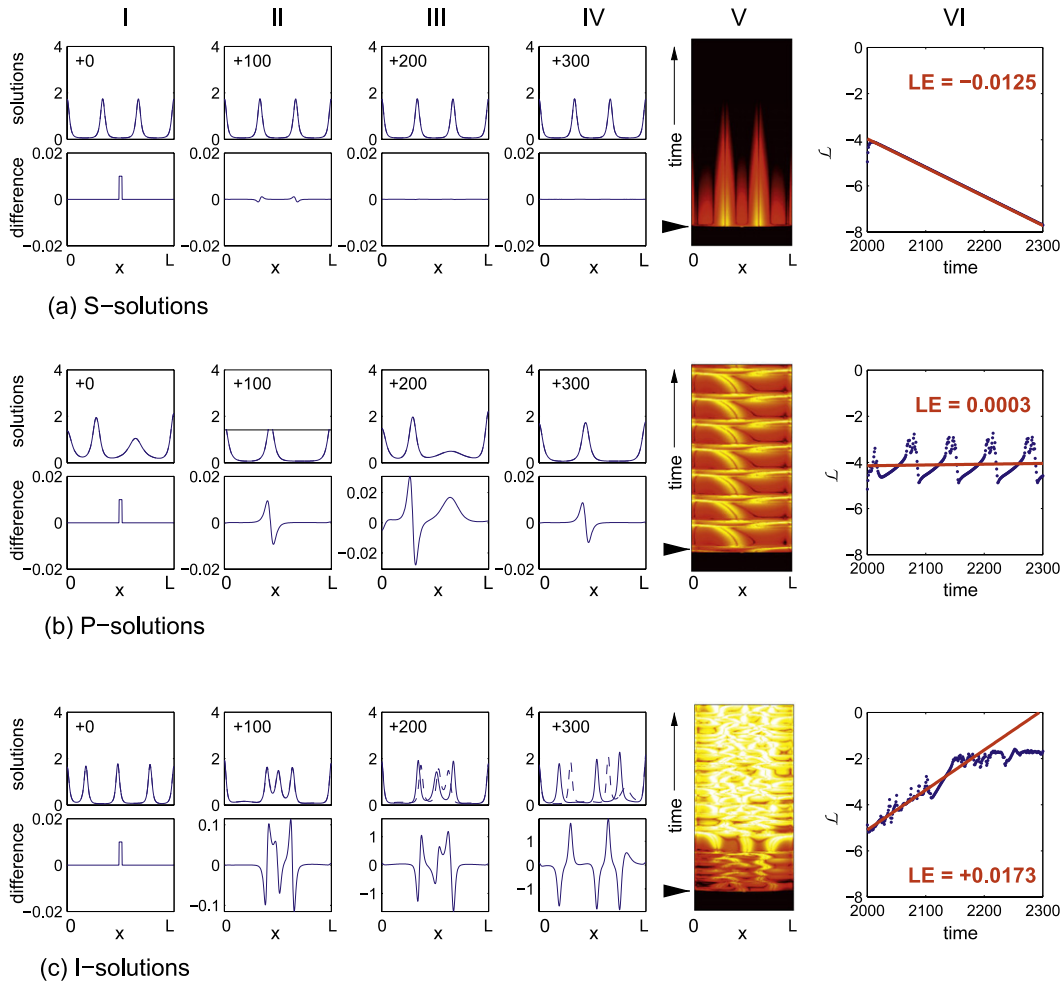 I II III IV V VI
4 +0 4 +100 4 +200 4 +300 0 LE = −0.0125
solutions 2 2 2 2 time −2
0 0 0 0 −4 ℒ
0.02 0.02 0.02 0.02
difference 0 0 0 0 −6
−0.02 −0.02 −0.02 −0.02 −8
0 L 0 L 0 L 0 L 0 L 2000 2100 2200 2300
x x x x x time
(a) S−solutions
4 +0 4 +100 4 +200 4 +300 0 LE = 0.0003
solutions 2 2 2 2 time −2
0 0 0 0 −4 ℒ
0.02 0.02 0.02
difference 0 0 0 0 −6
−0.02 −0.02 −0.02 −0.02 −8
0 L 0 L 0 L 0 L 0 L 2000 2100 2200 2300
x x x x x time
(b) P−solutions
4 +0 4 +100 4 +200 4 +300 0
solutions 2 2 2 2 time −2
0 0 0 0 −4 ℒ
0.02 0.1 1 1
difference 0 0 0 0 −6 LE = +0.0173
−0.02 −0.1 −1 −1 −8
0 L 0 L 0 L 0 L 0 L 2000 2100 2200 2300
x x x x x time
(c) I−solutions